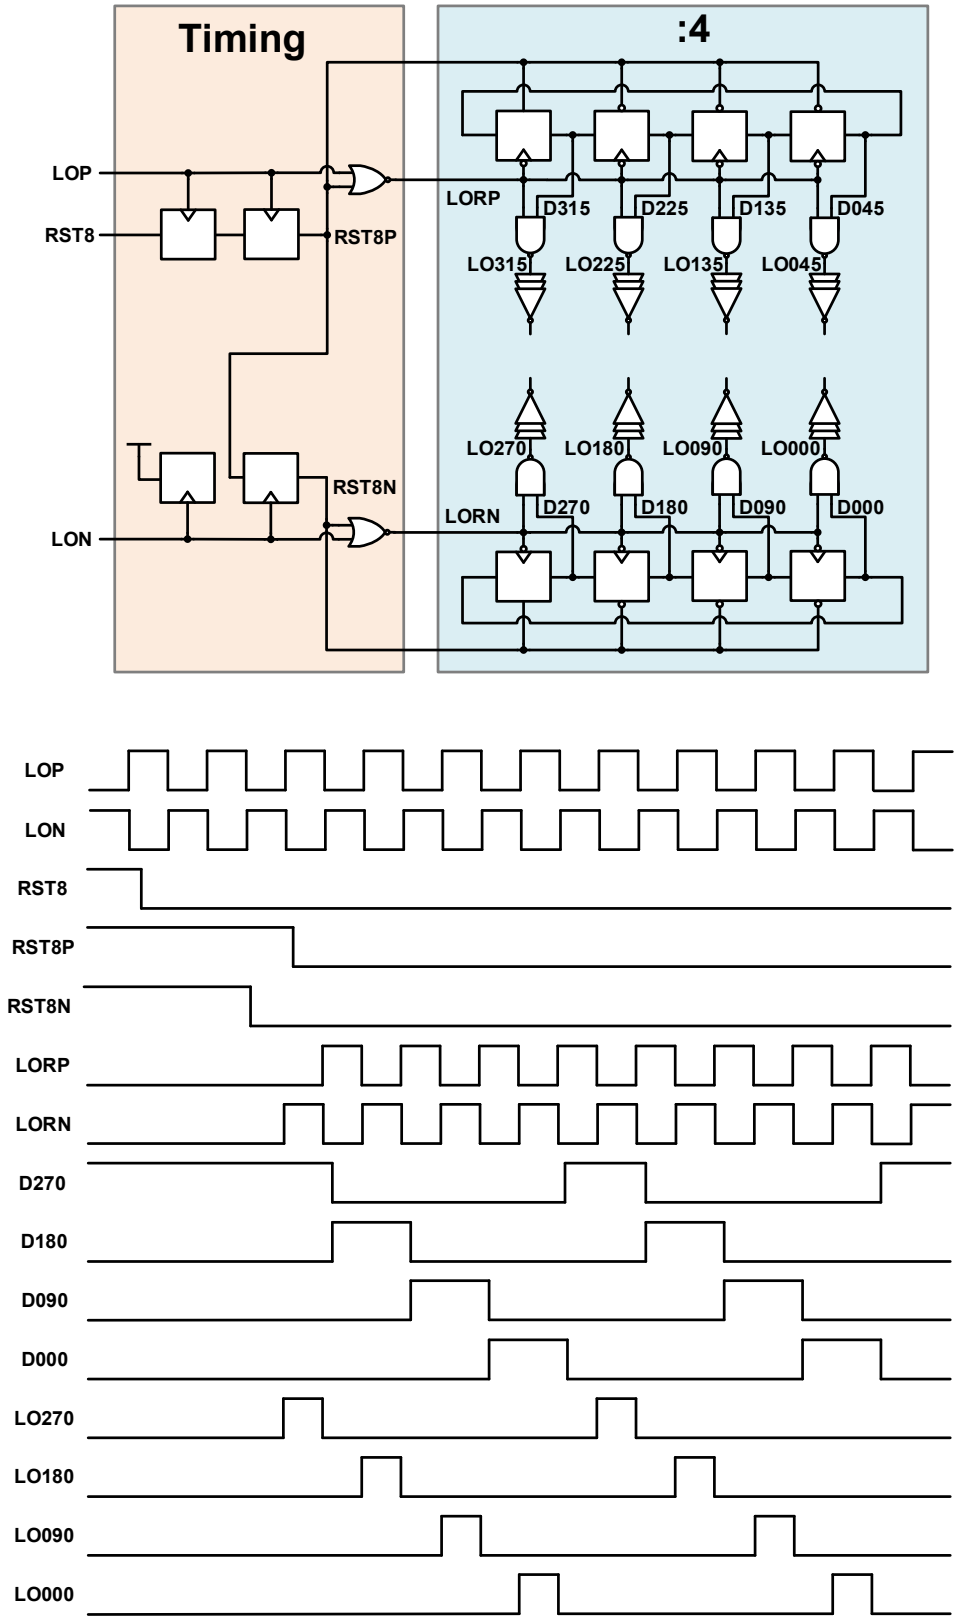 Timing
:4
LOP
LORP
D315
D225
D135
D045
RST8
RST8P
LO315
LO225
LO135
LO045
LO270
LO180
LO090
LO000
RST8N
LORN
D270
D180
D090
D000
LON
LOP
LON
RST8
RST8P
RST8N
LORP
LORN
D270
D180
D090
D000
LO270
LO180
LO090
LO000